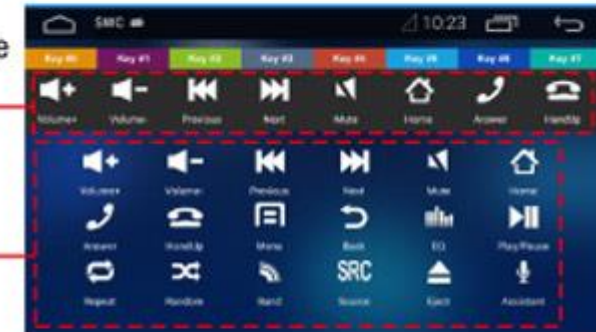 e
SMC 10:23
Key #0 Key #1 Key #2 Key #3 Key #4 Key #5 Key #6 Key #7
Volume+ Volume- Previous Next Mute Home Answer HandUp
Volume+ Volume- Previous Next Mute Home
Answer HandUp Menu Back EQ Play/Pause
SRC
Repeat Random Band Source Eject Assistant